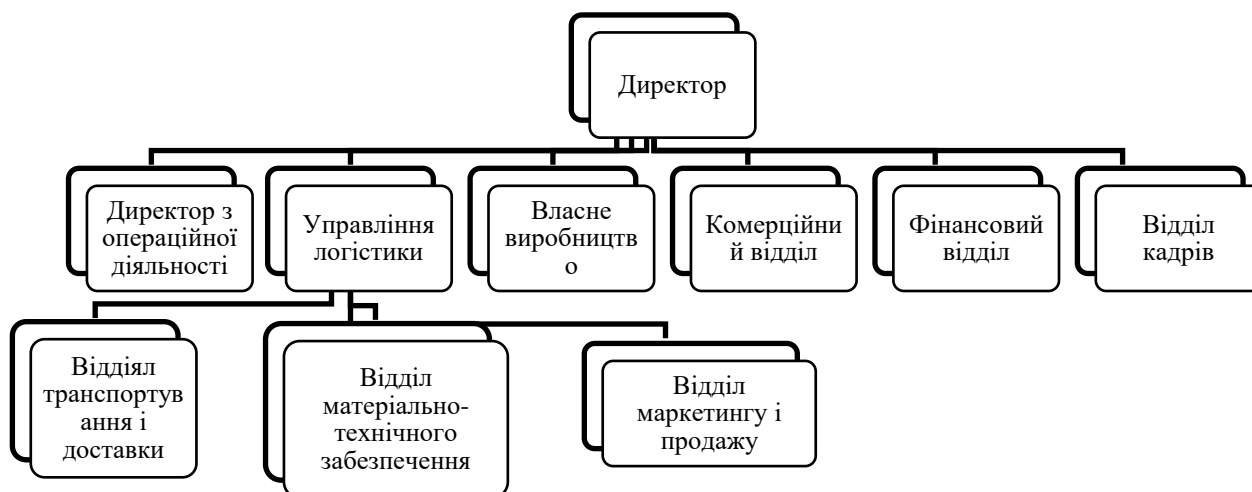 Директор
Директор з
операційної
діяльності
Управління
логістики
Власне
виробництв
о
Комерційни
й відділ
Фінансовий
відділ
Відділ
кадрів
Віддіял
транспортув
ання і
доставки
Відділ
матеріально-
технічного
забезпечення
Відділ
маркетингу і
продажу